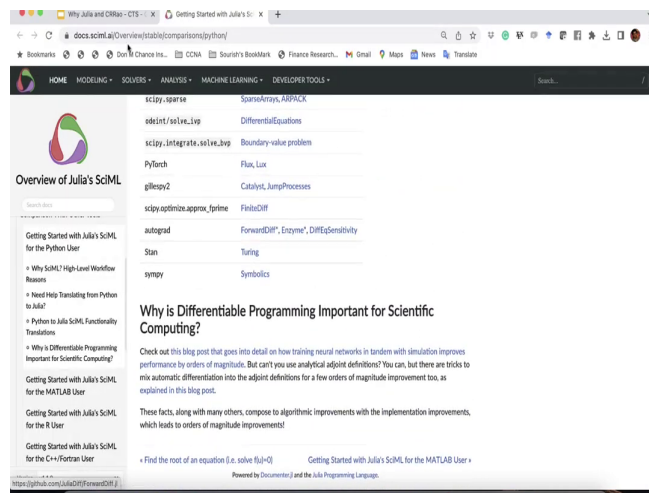 Why Julia and CRRao - CTS - G
Getting Started with Julia's Sci
docs.sciml.ai/Overview/stable/comparisons/python/
Bookmarks
Don't Chance Ins...
CCNA
Sourish's BookMark
Finance Research...
Gmail
Maps
News
Translate
HOME MODELING SOLVERS ANALYSIS MACHINE LEARNING DEVELOPER TOOLS
Search... /
Overview of Julia's SciML
Search docs
Getting Started with Julia's SciML
for the Python User
Why SciML? High-Level Workflow
Reasons
Need Help Translating from Python
to Julia?
Python to Julia SciML Functionality
Translations
Why is Differentiable Programming
Important for Scientific Computing?
Getting Started with Julia's SciML
for the MATLAB User
Getting Started with Julia's SciML
for the R User
Getting Started with Julia's SciML
for the C++/Fortran User
https://github.com/JuliaDiff/ForwardDiff.jl
scipy.sparse SparseArrays, ARPACK
odeint/solve_ivp DifferentialEquations
scipy.integrate.solve_bvp Boundary-value problem
PyTorch Flux, Lux
gillespy2 Catalyst, JumpProcesses
scipy.optimize.approx_fprime FiniteDiff
autograd ForwardDiff*, Enzyme*, DiffEqSensitivity
Stan Turing
sympy Symbolics
Why is Differentiable Programming Important for Scientific
Computing?
Check out this blog post that goes into detail on how training neural networks in tandem with simulation improves
performance by orders of magnitude. But can't you use analytical adjoint definitions? You can, but there are tricks to
mix automatic differentiation into the adjoint definitions for a few orders of magnitude improvement too, as
explained in this blog post.
These facts, along with many others, compose to algorithmic improvements with the implementation improvements,
which leads to orders of magnitude improvements!
« Find the root of an equation (i.e. solve f(u)=0) Getting Started with Julia's SciML for the MATLAB User »
Powered by Documenter.jl and the Julia Programming Language.